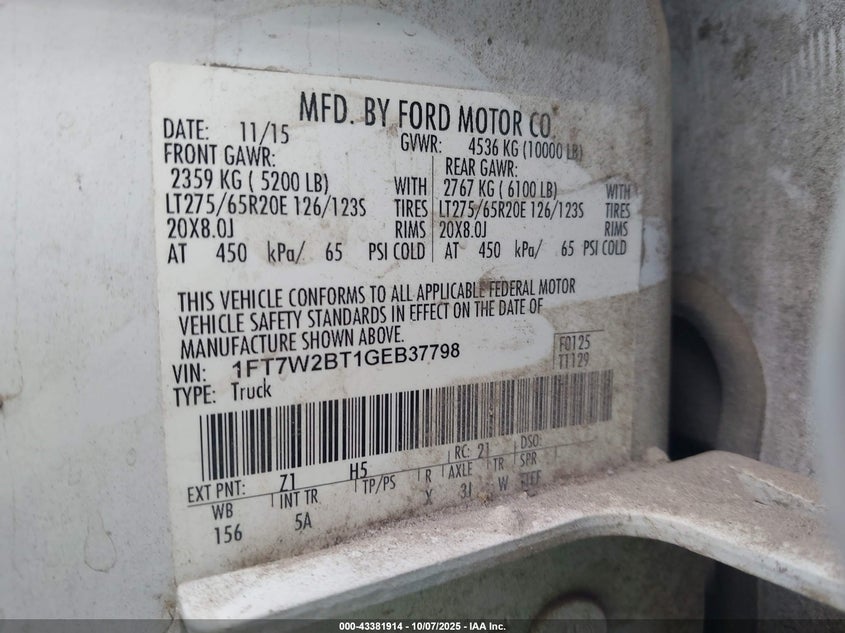 MFD. BY FORD MOTOR CO.
DATE: 11/15 GVWR: 4536 KG (10000 LB)
FRONT GAWR: REAR GAWR:
2359 KG ( 5200 LB) WITH 2767 KG ( 6100 LB) WITH
LT275/65R20E 126/123S TIRES LT275/65R20E 126/123S TIRES
20X8.0J RIMS 20X8.0J RIMS
AT 450 kPa/ 65 PSI COLD AT 450 kPa/ 65 PSI COLD
THIS VEHICLE CONFORMS TO ALL APPLICABLE FEDERAL MOTOR
VEHICLE SAFETY STANDARDS IN EFFECT ON THE DATE OF
MANUFACTURE SHOWN ABOVE.
VIN: 1FT7W2BT1GEB37798 F0125
TYPE: Truck TT129
EXT PNT: Z1 H5 RC: 21 DSO:
WB INT TR TP/PS R AXLE TR SPR
156 5A X 3J W
000-43381914 - 10/07/2025 - IAA Inc.